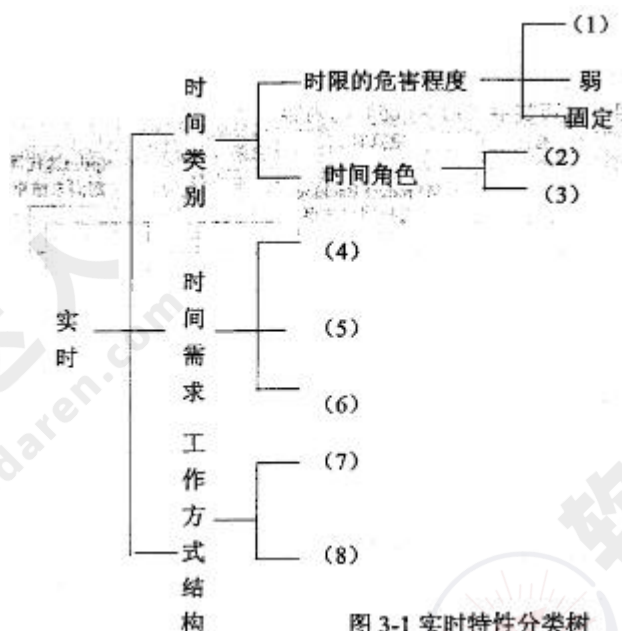 实时
时间类别
时限的危害程度
(1)
弱
固定
时间角色
(2)
(3)
时间需求
(4)
(5)
(6)
工作方式结构
(7)
(8)
图 3-1 实时特性分类树
daren.com